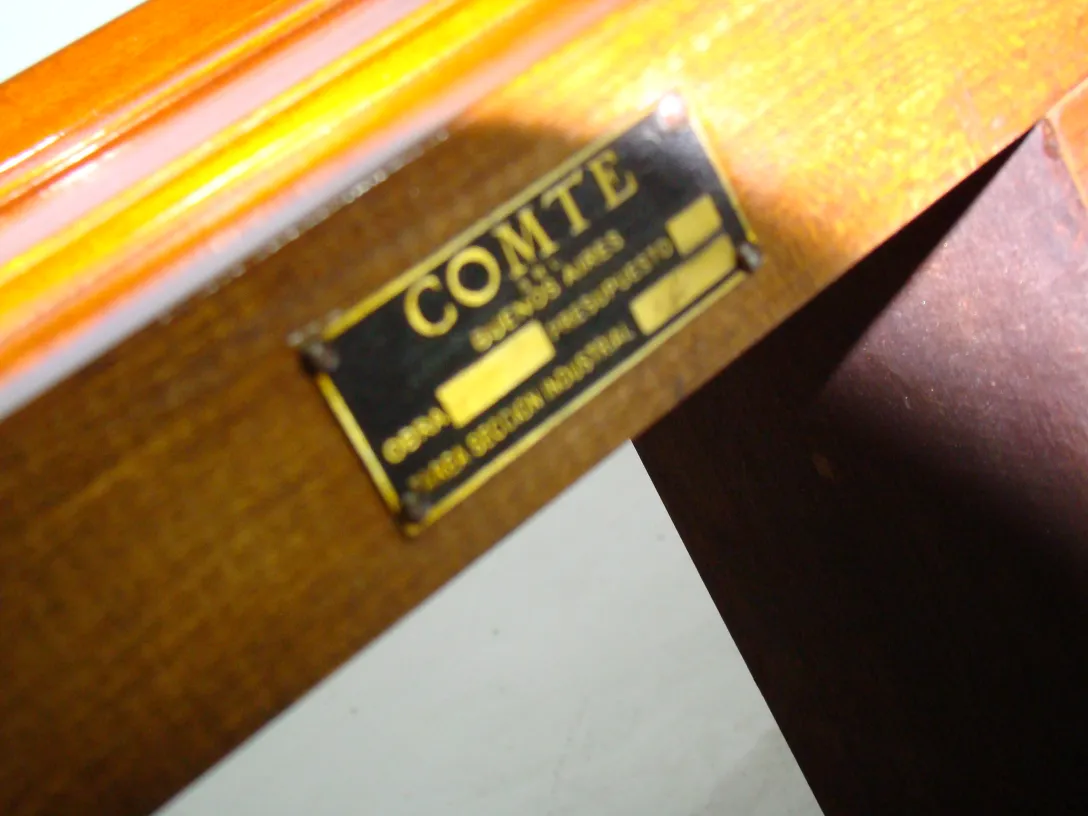 COMTE
BUENOS AIRES
OBRA PRESUPUESTO
SECCION INDUSTRIAL